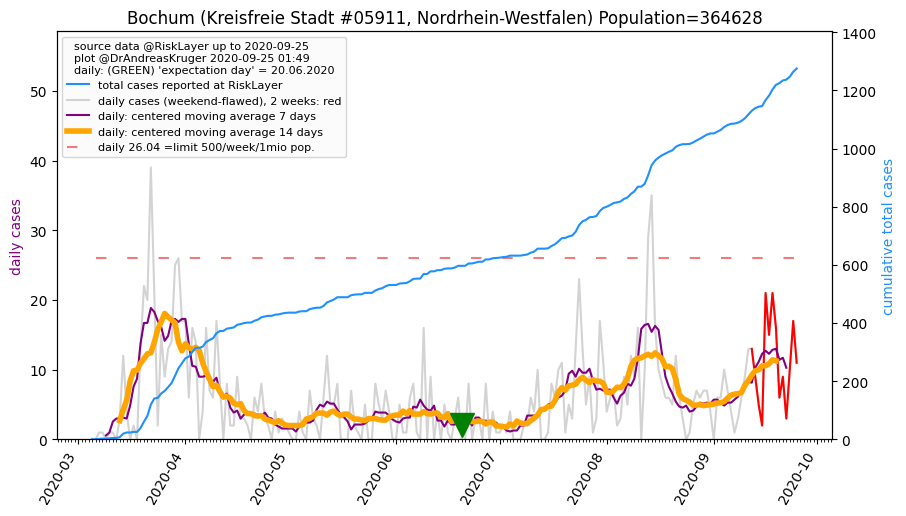 Bochum (Kreisfreie Stadt #05911, Nordrhein-Westfalen) Population=364628
source data @RiskLayer up to 2020-09-25
plot @DrAndreasKruger 2020-09-25 01:49
daily: (GREEN) 'expectation day' = 20.06.2020
total cases reported at RiskLayer
daily cases (weekend-flawed), 2 weeks: red
daily: centered moving average 7 days
daily: centered moving average 14 days
daily 26.04 =limit 500/week/1mio pop.
daily cases
50
40
30
20
10
0
cumulative total cases
1400
1200
1000
800
600
400
200
0
2020-03
2020-04
2020-05
2020-06
2020-07
2020-08
2020-09
2020-10